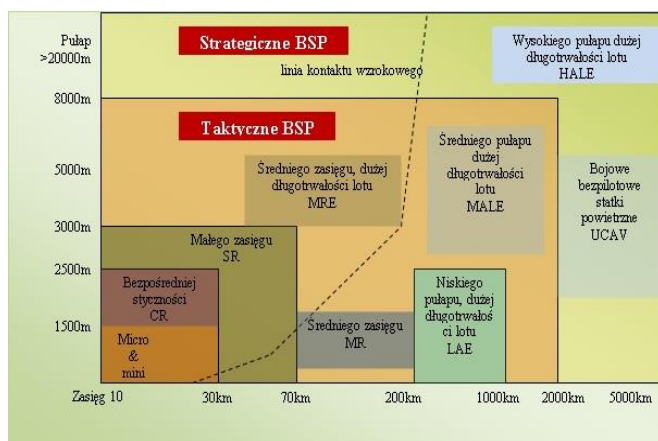 Pułap
>20000m
Strategiczne BSP
linia kontaktu wzrokowego
Wysokiego pułapu dużej
długotrwałości lotu
HALE
8000m
Taktyczne BSP
5000m
Średniego zasięgu, dużej
długotrwałości lotu
MRE
Średniego pułapu
dużej
długotrwałości
lotu
MALE
Bojowe
bezpilotowe
statki
powietrzne
UCAV
3000m
Małego zasięgu
SR
2500m
Bezpośredniej
styczności
CR
Niskiego
pułapu, dużej
długotrwałoś
ci lotu
LAE
1500m
Micro
&
mini
Średniego zasięgu
MR
Zasięg 10
30km
70km
200km
1000km
2000km
5000km